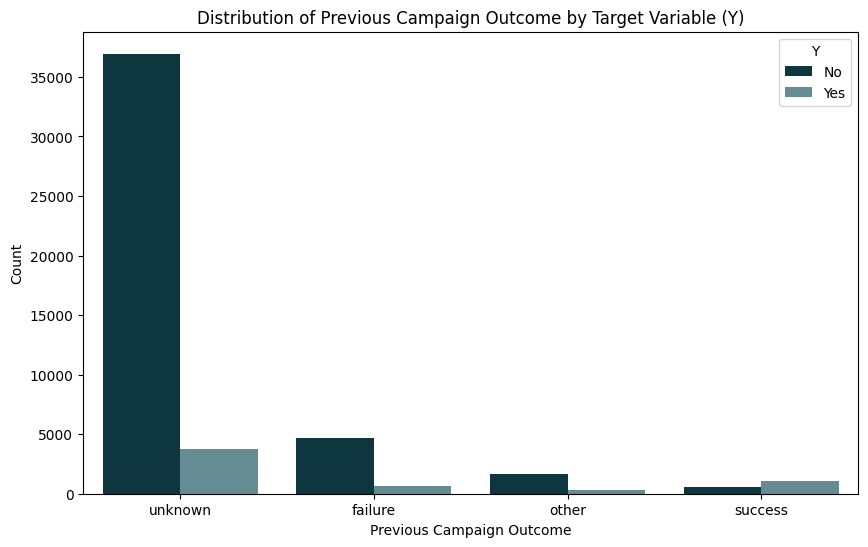 Distribution of Previous Campaign Outcome by Target Variable (Y)
Y
No
Yes
35000
30000
25000
20000
15000
10000
5000
0
Count
unknown failure other success
Previous Campaign Outcome